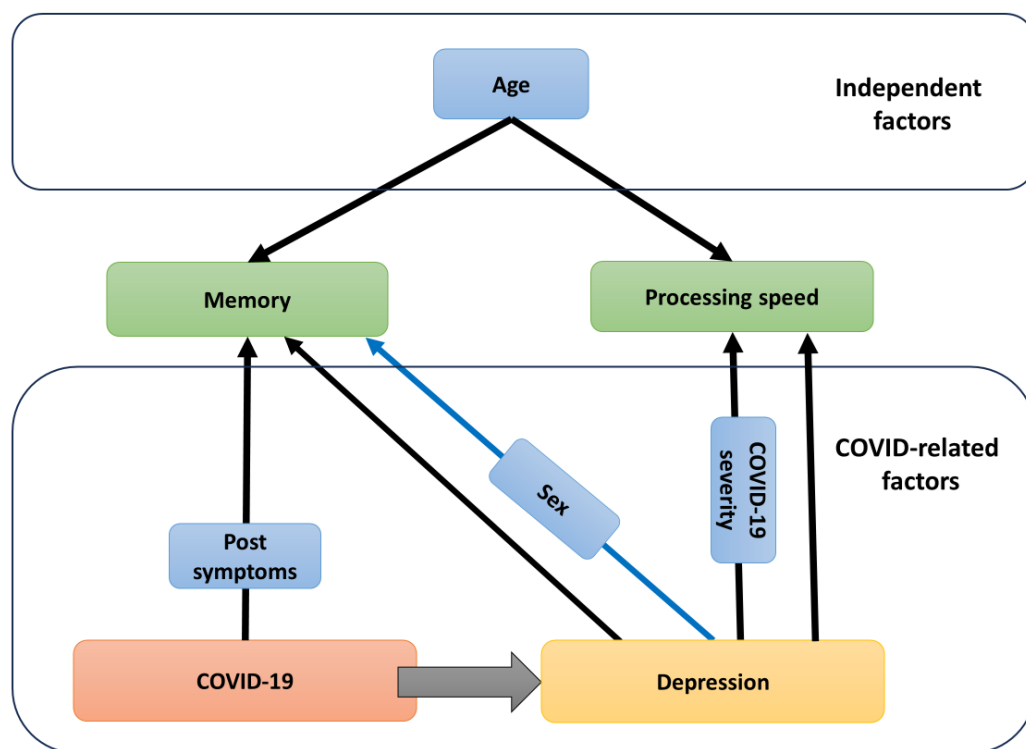 Age
Independent
factors
Memory
Processing speed
COVID-related
factors
Sex
COVID-19
severity
Post
symptoms
COVID-19
Depression